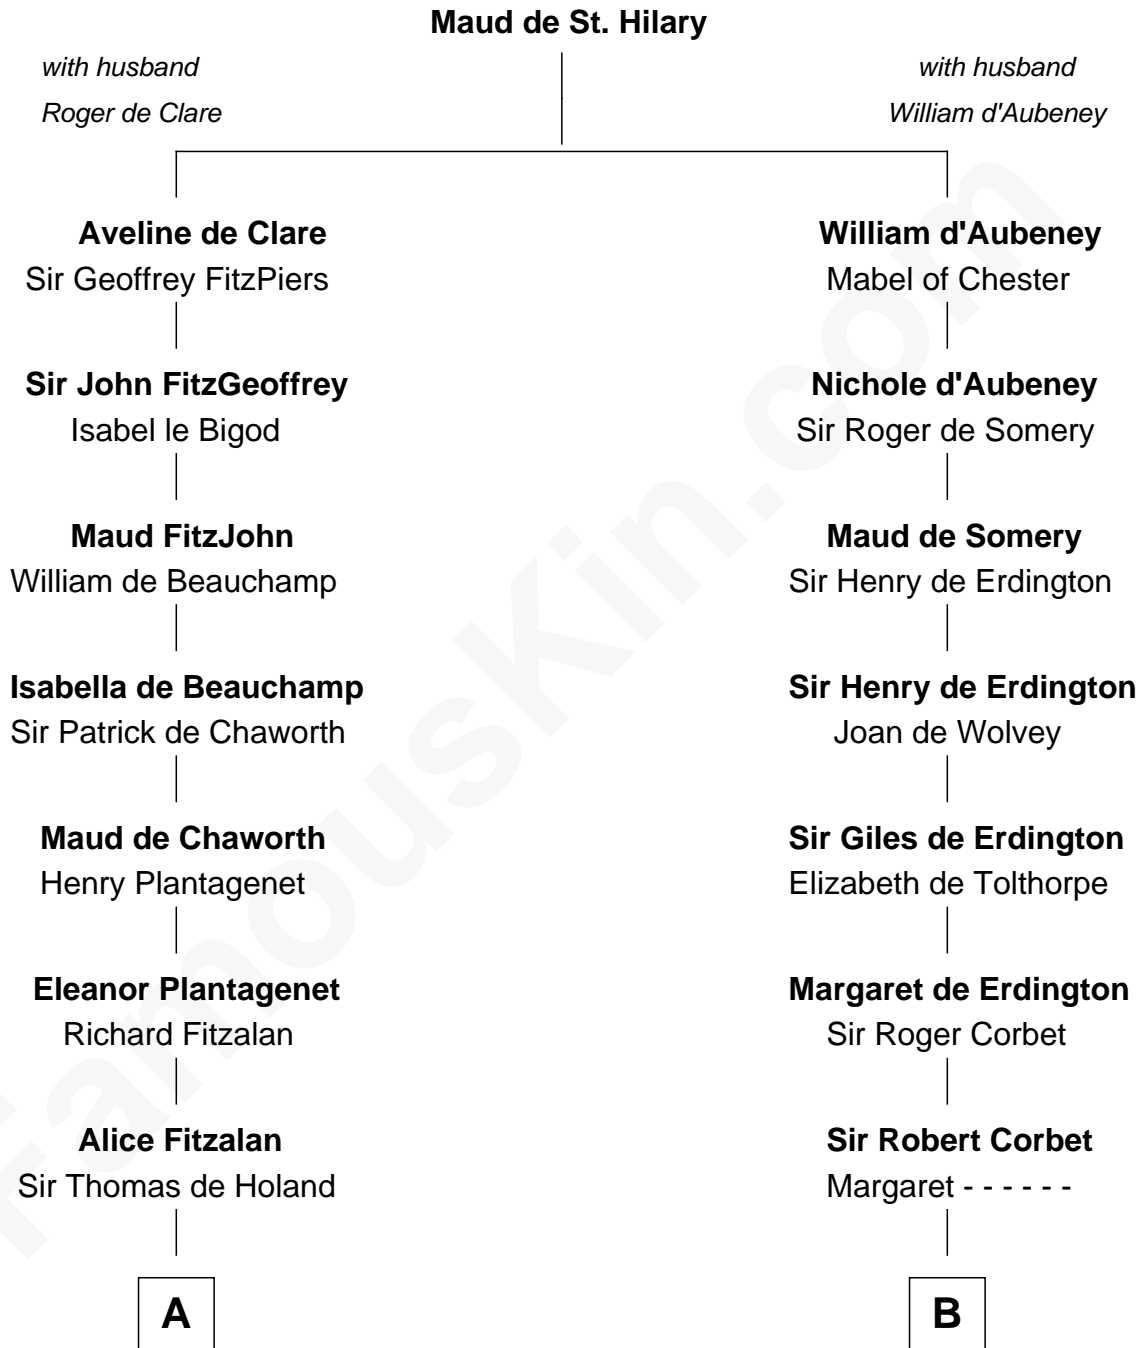 Maud de St. Hilary
with husband
Roger de Clare
with husband
William d'Aubeney
Aveline de Clare
Sir Geoffrey FitzPiers
Sir John FitzGeoffrey
Isabel le Bigod
Maud FitzJohn
William de Beauchamp
Isabella de Beauchamp
Sir Patrick de Chaworth
Maud de Chaworth
Henry Plantagenet
Eleanor Plantagenet
Richard Fitzalan
Alice Fitzalan
Sir Thomas de Holand
A
William d'Aubeney
Mabel of Chester
Nichole d'Aubeney
Sir Roger de Somery
Maud de Somery
Sir Henry de Erdington
Sir Henry de Erdington
Joan de Wolvey
Sir Giles de Erdington
Elizabeth de Tolthorpe
Margaret de Erdington
Sir Roger Corbet
Sir Robert Corbet
Margaret - - - - - -
B
FamousKin.com